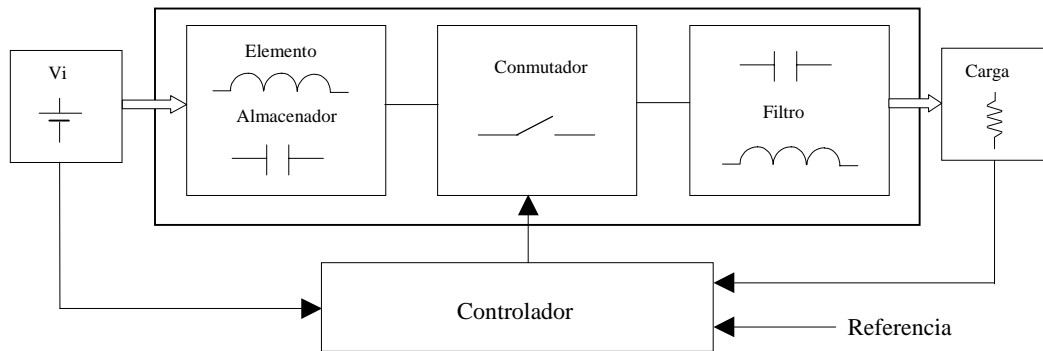 Vi
Elemento
Almacenador
Conmutador
Filtro
Carga
Controlador
Referencia